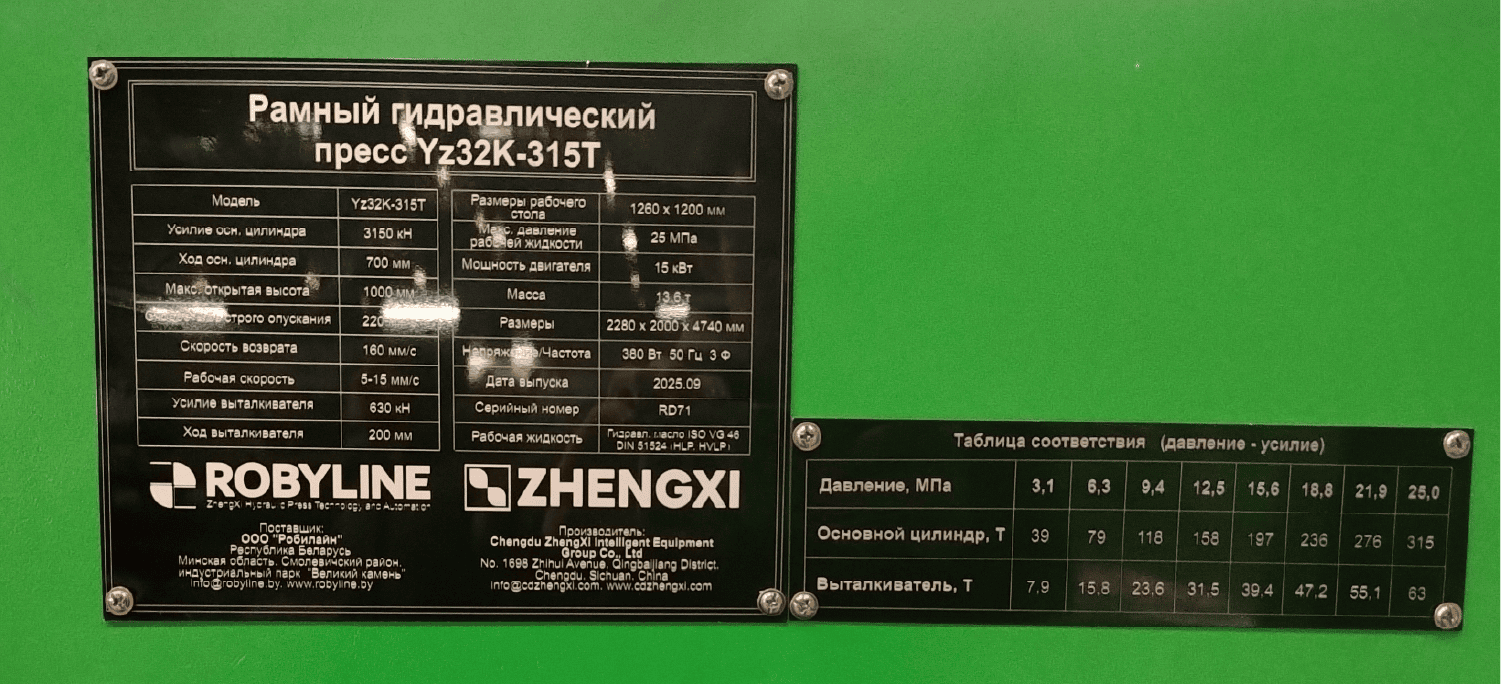 Рамный гидравлический
пресс Yz32K-315T
Модель Yz32K-315T
Усилие осн. цилиндра 3150 кН
Ход осн. цилиндра 700 мм
Макс. открытая высота 1000 мм
опускания
Скорость возврата 160 мм/с
Рабочая скорость 5-15 мм/с
Усилие выталкивателя 630 кН
Ход выталкивателя 200 мм
Размеры рабочего
стола 1260 x 1200 мм
Макс. давление
рабочей жидкости 25 МПа
Мощность двигателя 15 кВт
Масса 13,6 т
Размеры 2280 x 2000 x 4740 мм
Напряжение/Частота 380 Вт 50 Гц 3 Ф
Дата выпуска 2025.09
Серийный номер RD71
Рабочая жидкость Гидравл. масло ISO VG 46
DIN 51524 (HLP, HVLP)
ROBYLINE
ZhengXi Hydraulic Press Technology and Automation
Поставщик:
ООО "Робилайн"
Республика Беларусь
Минская область, Смолевичский район,
индустриальный парк "Великий камень"
info@robyline.by, www.robyline.by
ZHENGXI
Производитель:
Chengdu ZhengXi Intelligent Equipment
Group Co., Ltd
No. 1698 Zhihui Avenue, Qingbaijiang District,
Chengdu, Sichuan, China
info@cdzhengxi.com, www.cdzhengxi.com
Таблица соответствия (давление - усилие)
Давление, МПа 3,1 6,3 9,4 12,5 15,6 18,8 21,9 25,0
Основной цилиндр, Т 39 79 118 158 197 236 276 315
Выталкиватель, Т 7,9 15,8 23,6 31,5 39,4 47,2 55,1 63